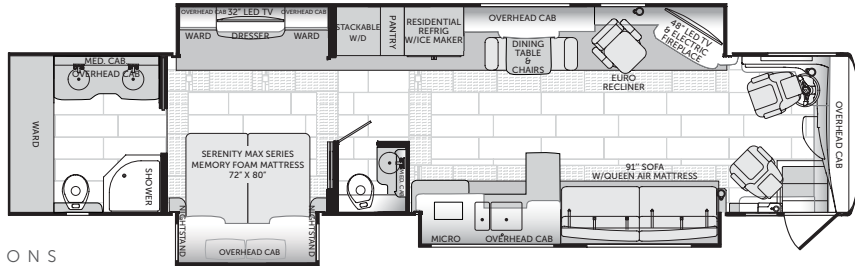 OVERHEAD CAB
32" LED TV
OVERHEAD CAB
WARD
DRESSER
WARD
STACKABLE
W/D
PANTRY
RESIDENTIAL
REFRIG
W/ICE MAKER
OVERHEAD CAB
DINING
TABLE
&
CHAIRS
EURO
RECLINER
48" LED TV
& ELECTRIC
FIREPLACE
MED. CAB
OVERHEAD CAB
WARD
SHOWER
SERENITY MAX SERIES
MEMORY FOAM MATTRESS
72" X 80"
NIGHTSTAND
OVERHEAD CAB
NIGHTSTAND
MED. CAB
MICRO
OVERHEAD CAB
91" SOFA
W/QUEEN AIR MATTRESS
OVERHEAD CAB
ONS